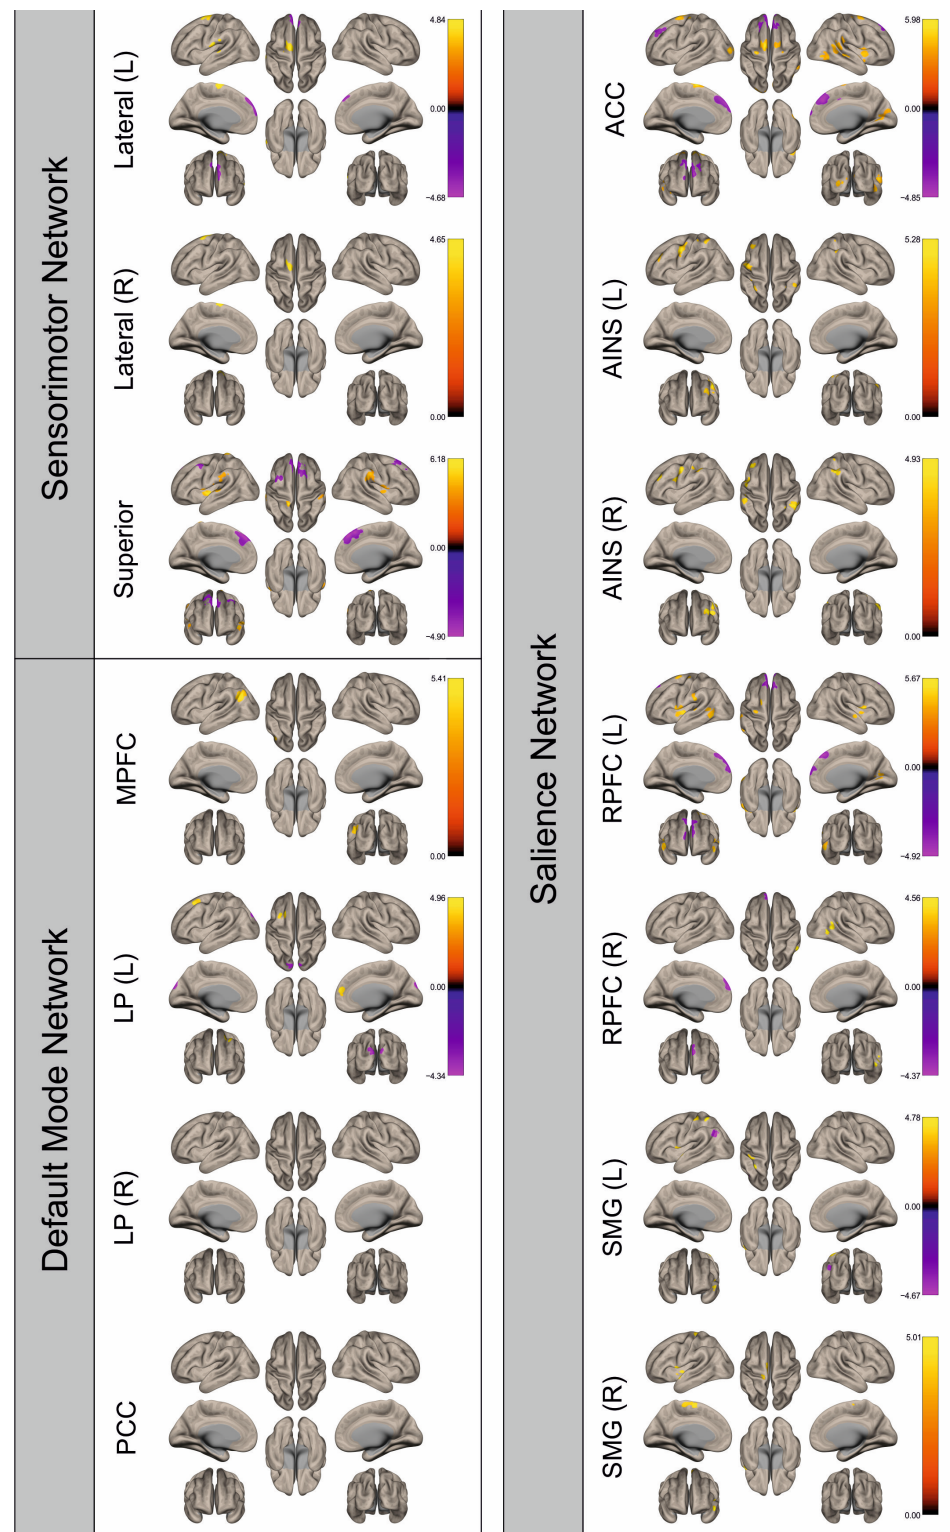 Sensorimotor Network
Lateral (L)
4.84
0.00
−4.68
Lateral (R)
4.65
0.00
Superior
6.18
0.00
−4.90
Default Mode Network
MPFC
5.41
0.00
LP (L)
4.96
0.00
−4.34
LP (R)
PCC
Salience Network
ACC
5.98
0.00
−4.85
AINS (L)
5.28
0.00
AINS (R)
4.93
0.00
RPFC (L)
5.67
0.00
−4.92
RPFC (R)
4.56
0.00
−4.37
SMG (L)
4.78
0.00
−4.67
SMG (R)
5.01
0.00